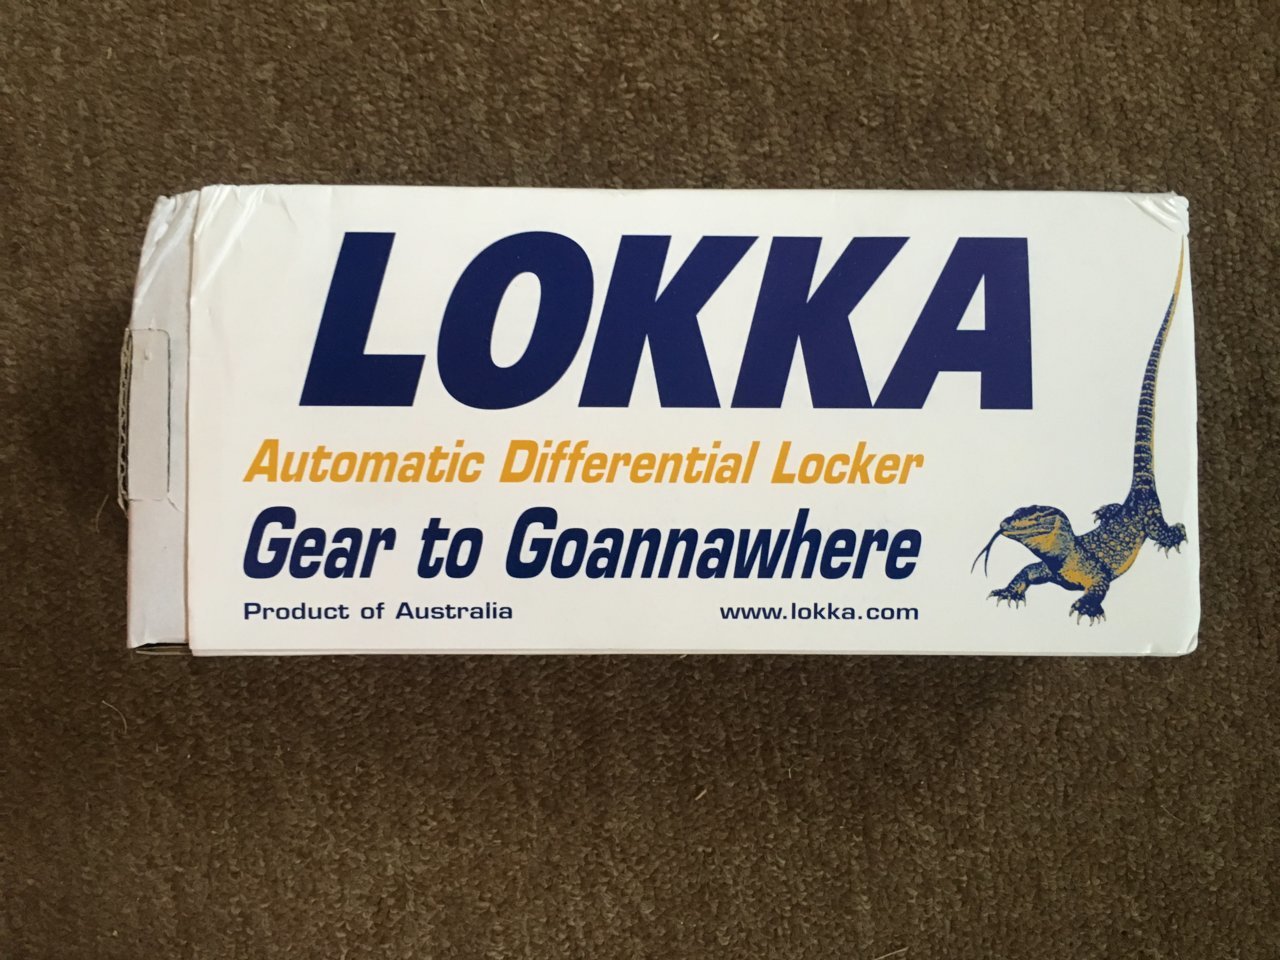 LOKKA
Automatic Differential Locker
Gear to Goannawhere
Product of Australia www.lokka.com